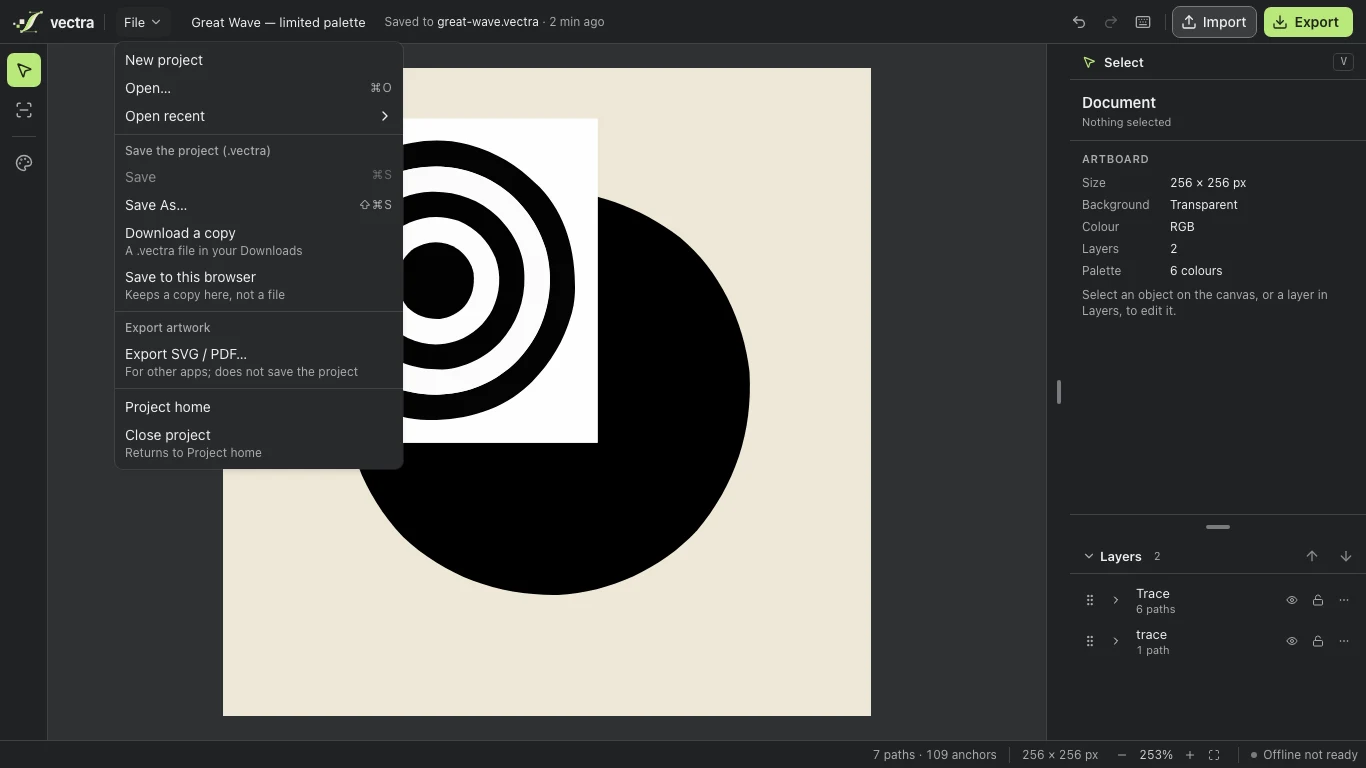 vectra
File
Great Wave — limited palette
Saved to great-wave.vectra · 2 min ago
Import
Export
New project
Open... ⌘O
Open recent
Save the project (.vectra)
Save ⌘S
Save As... ⇧⌘S
Download a copy
A .vectra file in your Downloads
Save to this browser
Keeps a copy here, not a file
Export artwork
Export SVG / PDF...
For other apps; does not save the project
Project home
Close project
Returns to Project home
Select V
Document
Nothing selected
ARTBOARD
Size 256 × 256 px
Background Transparent
Colour RGB
Layers 2
Palette 6 colours
Select an object on the canvas, or a layer in
Layers, to edit it.
Layers 2
Trace
6 paths
trace
1 path
7 paths · 109 anchors
256 × 256 px
253%
Offline not ready